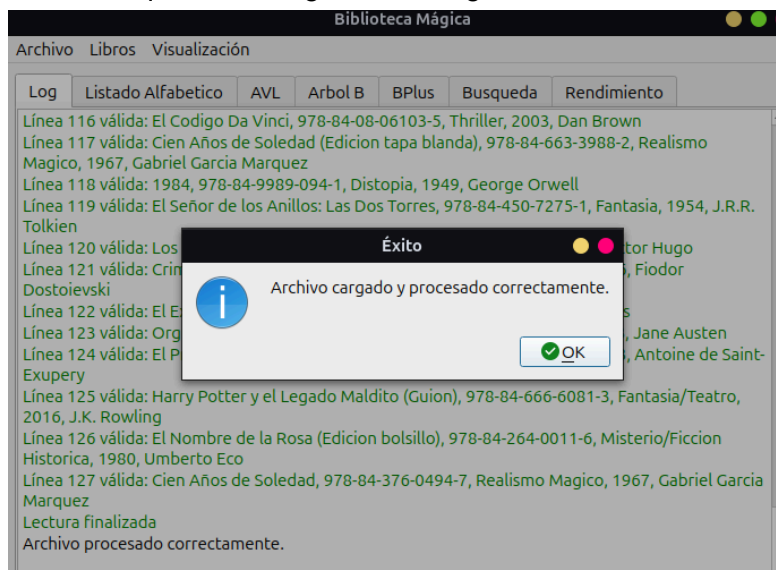 Biblioteca Mágica
Archivo Libros Visualización
Log Listado Alfabetico AVL Arbol B BPlus Busqueda Rendimiento
Línea 116 válida: El Codigo Da Vinci, 978-84-08-06103-5, Thriller, 2003, Dan Brown
Línea 117 válida: Cien Años de Soledad (Edicion tapa blanda), 978-84-663-3988-2, Realismo
Magico, 1967, Gabriel Garcia Marquez
Línea 118 válida: 1984, 978-84-9989-094-1, Distopia, 1949, George Orwell
Línea 119 válida: El Señor de los Anillos: Las Dos Torres, 978-84-450-7275-1, Fantasia, 1954, J.R.R.
Tolkien
Línea 120 válida: Los
Hugo
Línea 121 válida:
Fiodor
Dostoievski
Línea 122 válida: El
Línea 123 válida:
Jane Austen
Línea 124 válida: El
Antoine de Saint-
Exupery
Éxito
Archivo cargado y procesado correctamente.
OK
Línea 125 válida: Harry Potter y el Legado Maldito (Guion), 978-84-666-6081-3, Fantasia/Teatro,
2016, J.K. Rowling
Línea 126 válida: El Nombre de la Rosa (Edicion bolsillo), 978-84-264-0011-6, Misterio/Ficcion
Historica, 1980, Umberto Eco
Línea 127 válida: Cien Años de Soledad, 978-84-376-0494-7, Realismo Magico, 1967, Gabriel Garcia
Marquez
Lectura finalizada
Archivo procesado correctamente.